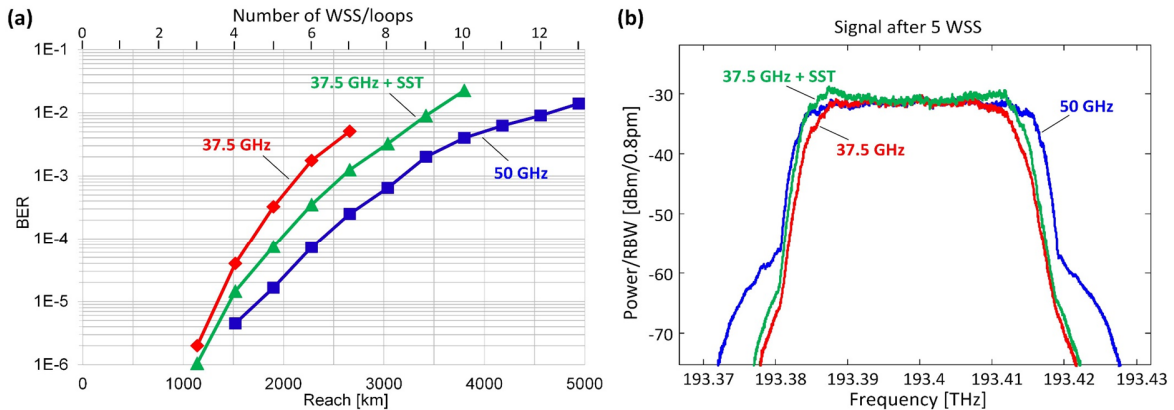 (a)
Number of WSS/loops
0 2 4 6 8 10 12
1E-1
1E-2
1E-3
1E-4
1E-5
1E-6
BER
37.5 GHz + SST
37.5 GHz
50 GHz
0 1000 2000 3000 4000 5000
Reach [km]
(b)
Signal after 5 WSS
-30
-40
-50
-60
-70
Power/RBW [dBm/0.8pm]
37.5 GHz + SST
50 GHz
37.5 GHz
193.37 193.38 193.39 193.4 193.41 193.42 193.43
Frequency [THz]